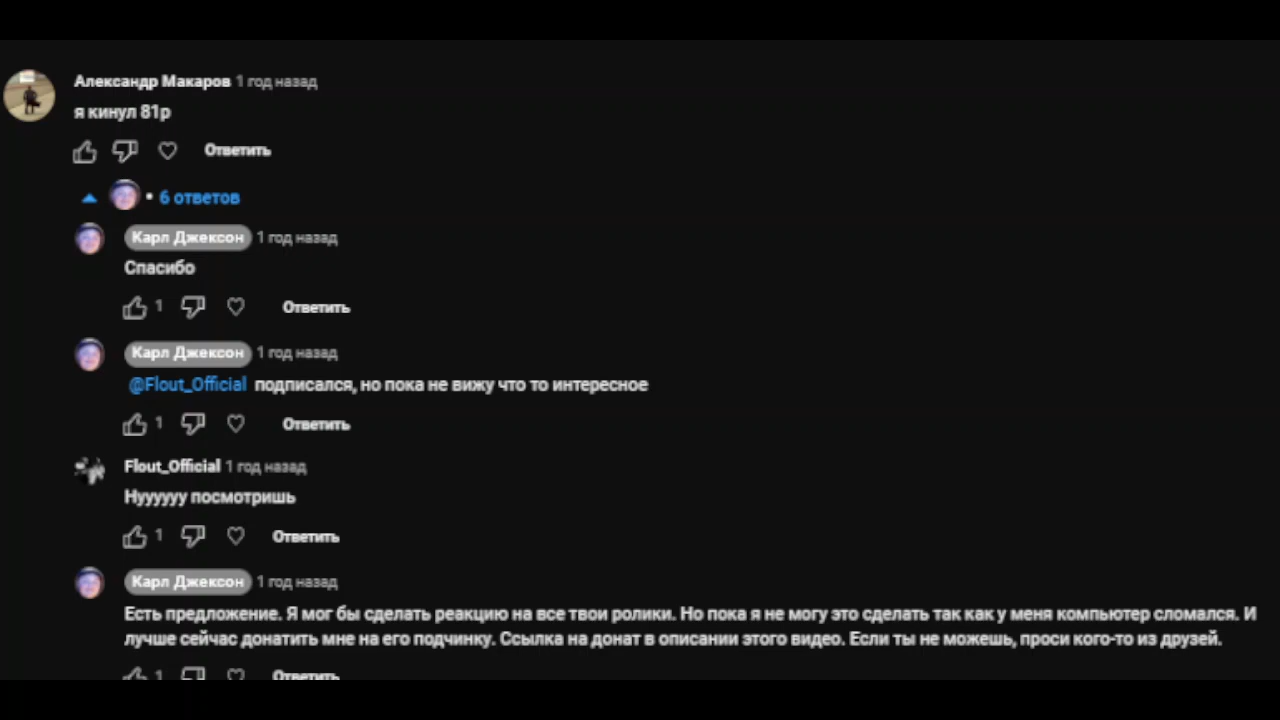 Александр Макаров 1 год назад
я кинул 81р
Ответить
6 ответов
Карл Джексон 1 год назад
Спасибо
1 Ответить
Карл Джексон 1 год назад
@Flout_Official подписался, но пока не вижу что то интересное
1 Ответить
Flout_Official 1 год назад
Нуууууу посмотришь
1 Ответить
Карл Джексон 1 год назад
Есть предложение. Я мог бы сделать реакцию на все твои ролики. Но пока я не могу это сделать так как у меня компьютер сломался. И
лучше сейчас донатить мне на его подчинку. Ссылка на донат в описании этого видео. Если ты не можешь, проси кого-то из друзей.
1 Ответить